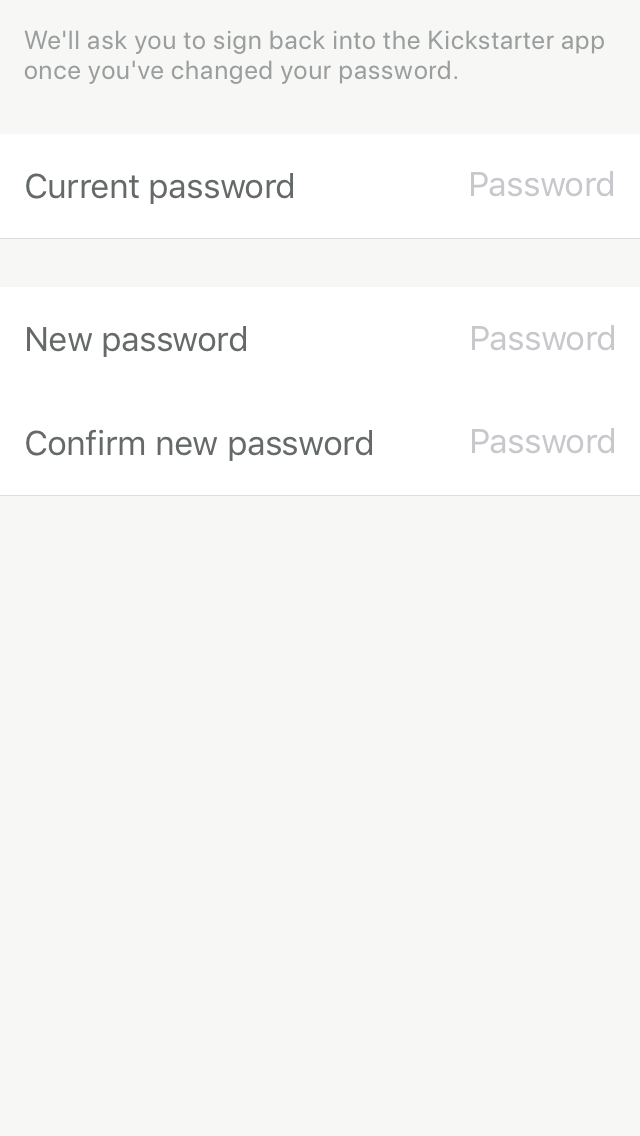 We'll ask you to sign back into the Kickstarter app
once you've changed your password.
Current password Password
New password Password
Confirm new password Password